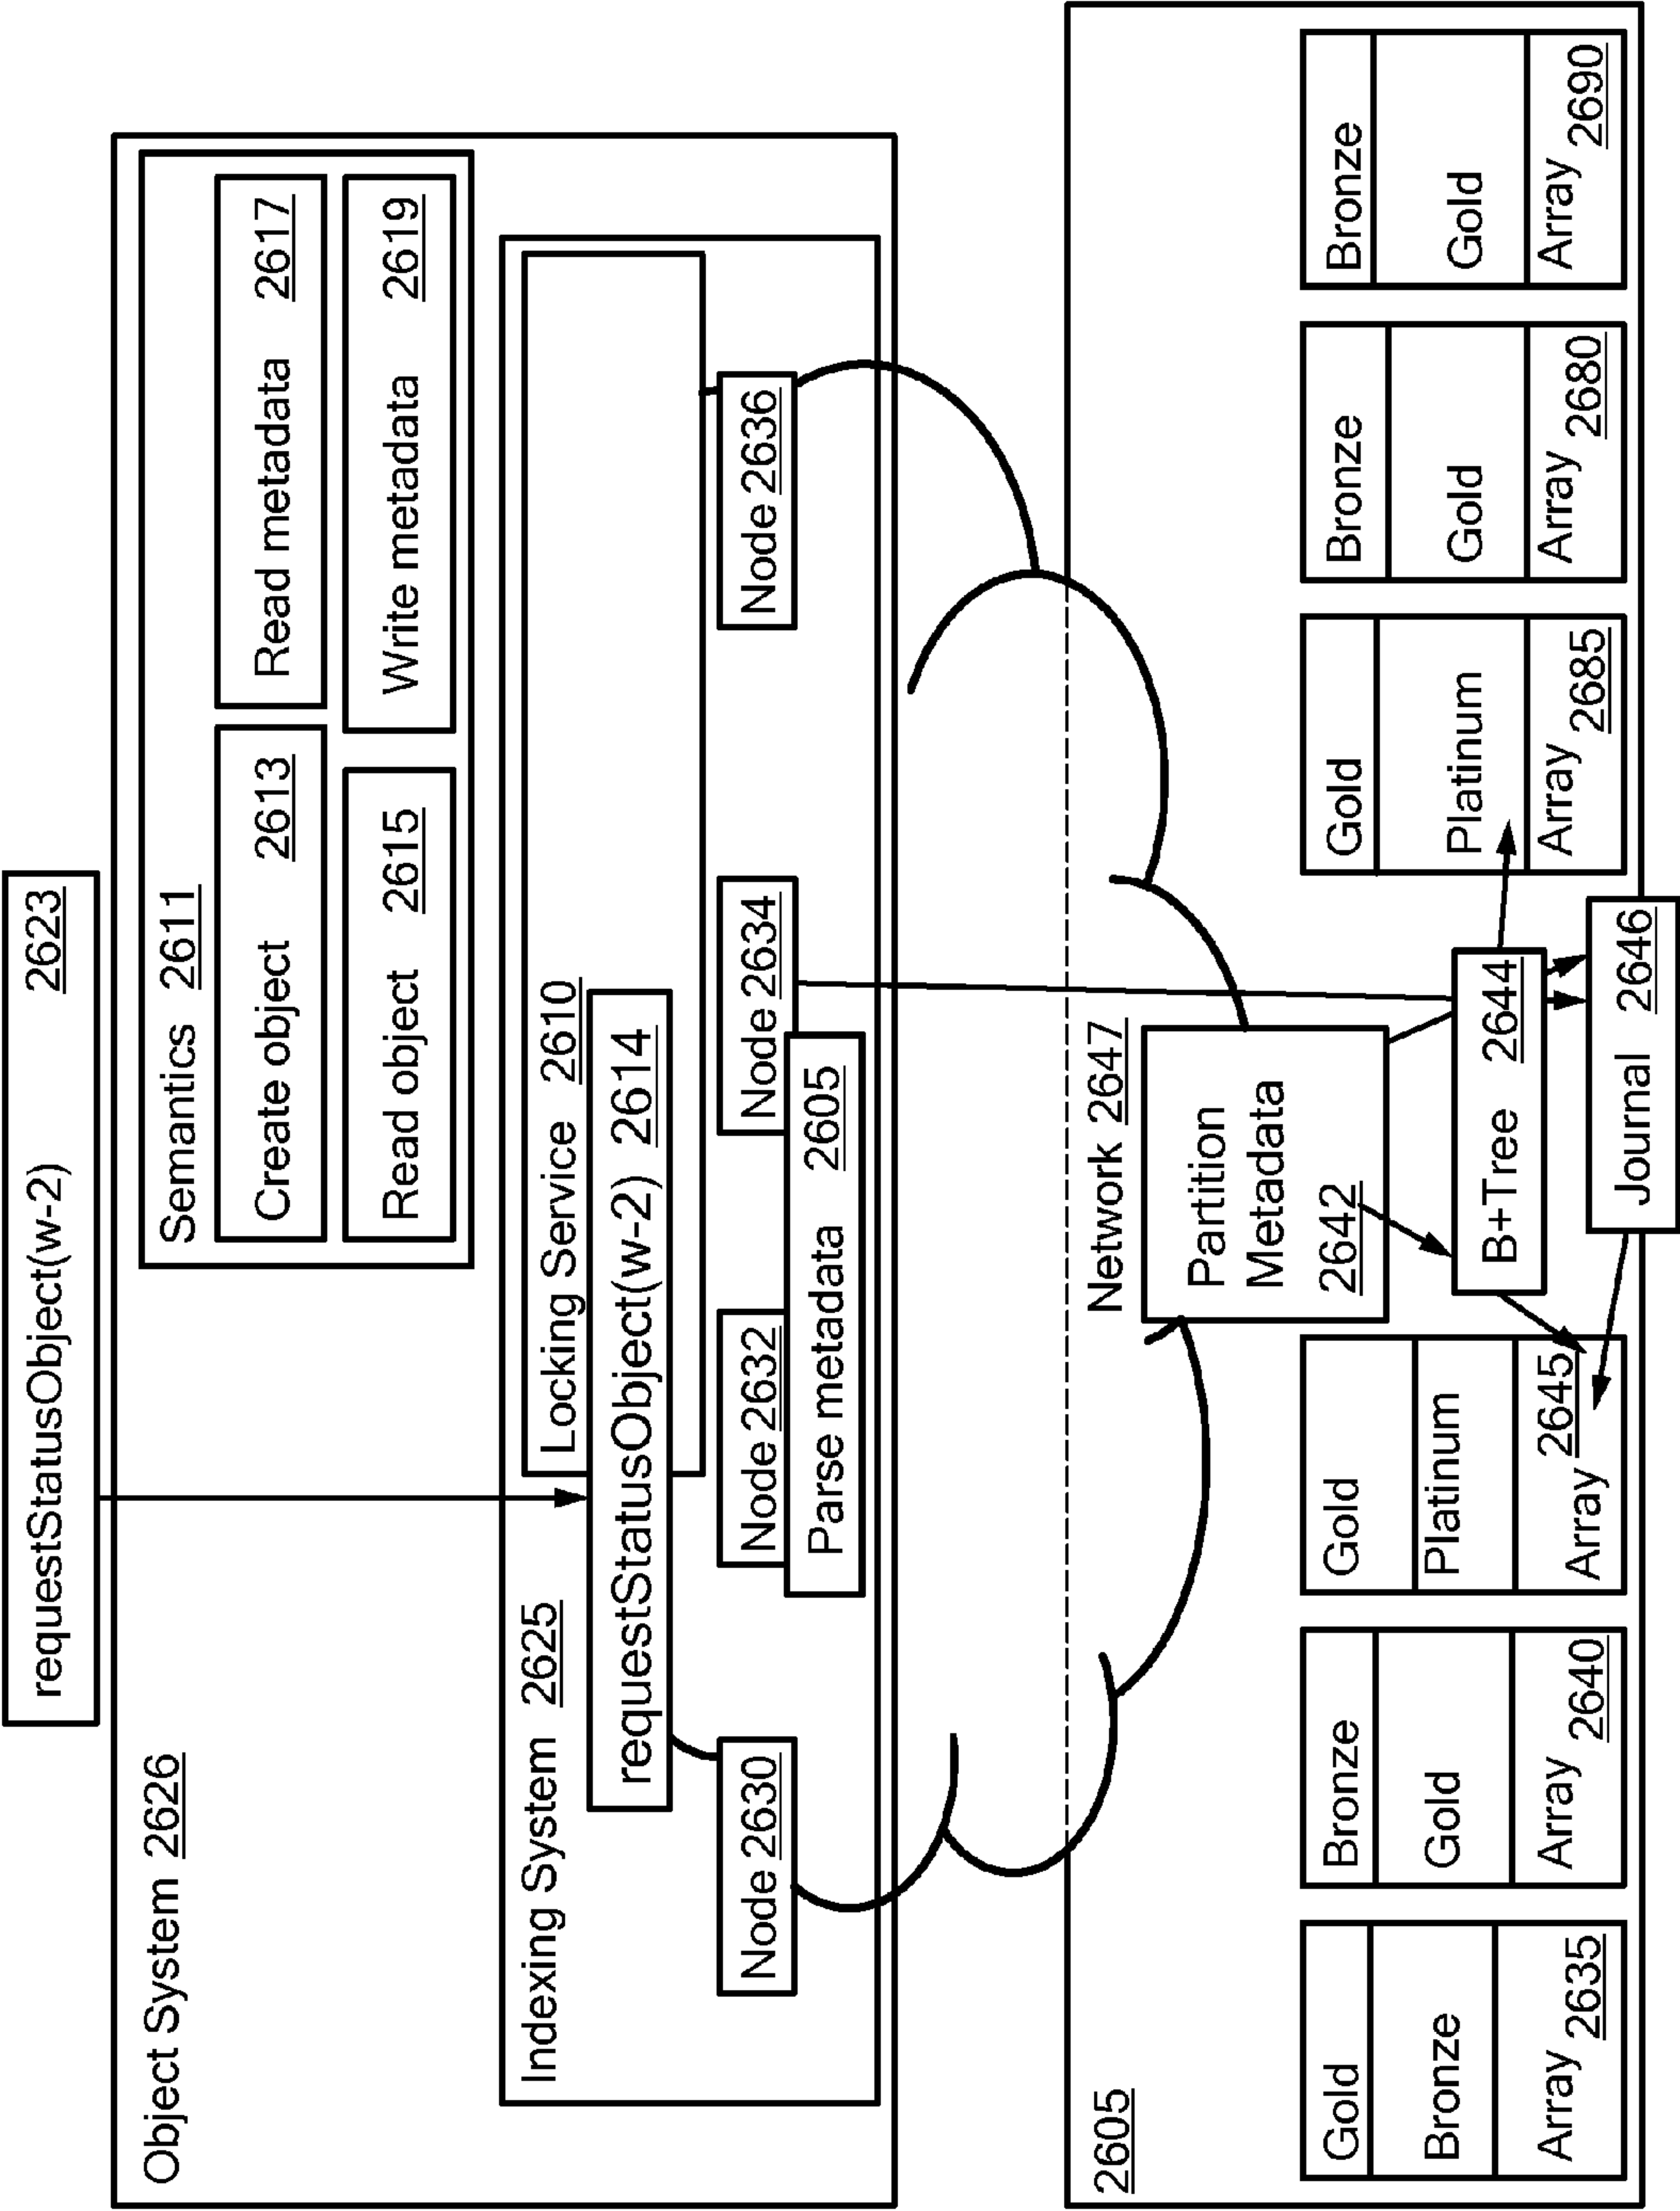 requestStatusObject(w-2) 2623
Object System 2626
Semantics 2611
Create object 2613
Read metadata 2617
Read object 2615
Write metadata 2619
Indexing System 2625
Locking Service 2610
requestStatusObject(w-2) 2614
Node 2630
Node 2632
Node 2634
Node 2636
Parse metadata 2605
2605
Network 2647
Partition
Metadata
2642
B+Tree 2644
Journal 2646
Gold
Bronze
Array 2635
Bronze
Gold
Array 2640
Gold
Platinum
Array 2645
Gold
Platinum
Array 2685
Bronze
Gold
Array 2680
Bronze
Gold
Array 2690